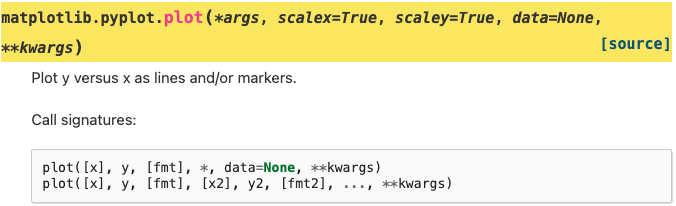 matplotlib.pyplot.plot(*args, scalex=True, scaley=True, data=None,
**kwargs) [source]
Plot y versus x as lines and/or markers.
Call signatures:
plot([x], y, [fmt], *, data=None, **kwargs)
plot([x], y, [fmt], [x2], y2, [fmt2], ..., **kwargs)